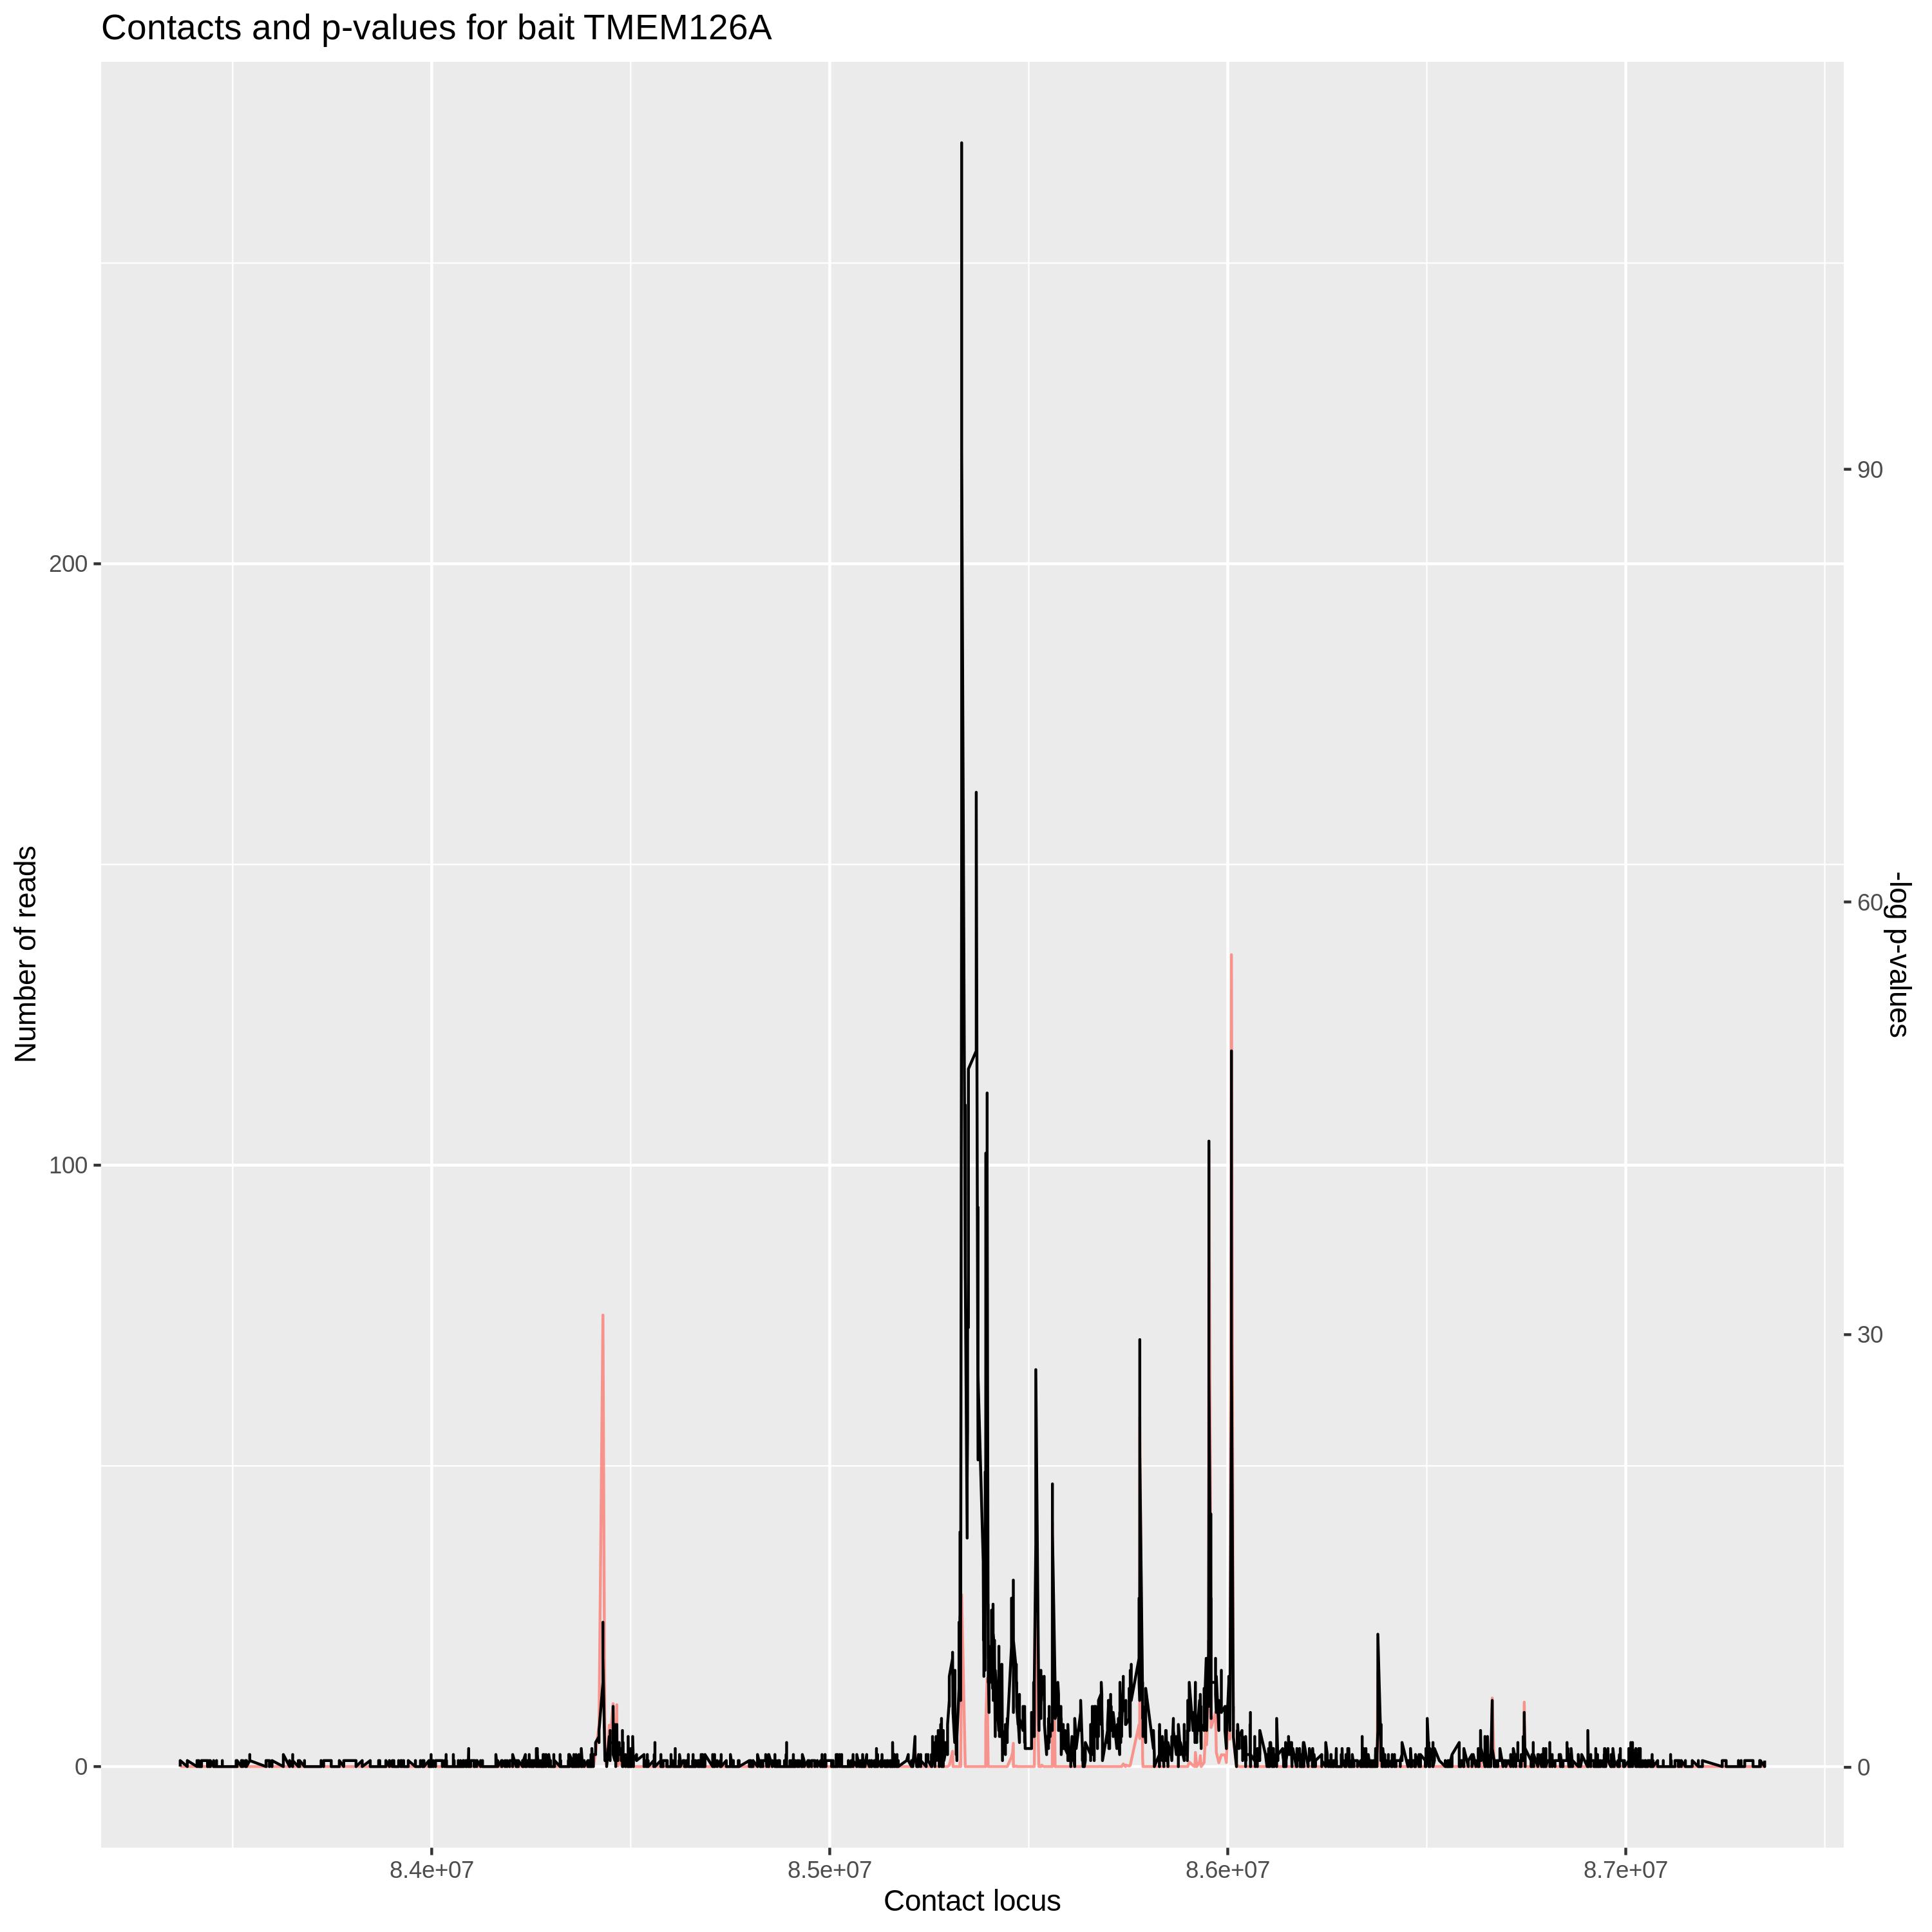 Contacts and p-values for bait TMEM126A
Number of reads
200
100
0
90
60
30
0
-log p-values
8.4e+07
8.5e+07
8.6e+07
8.7e+07
Contact locus